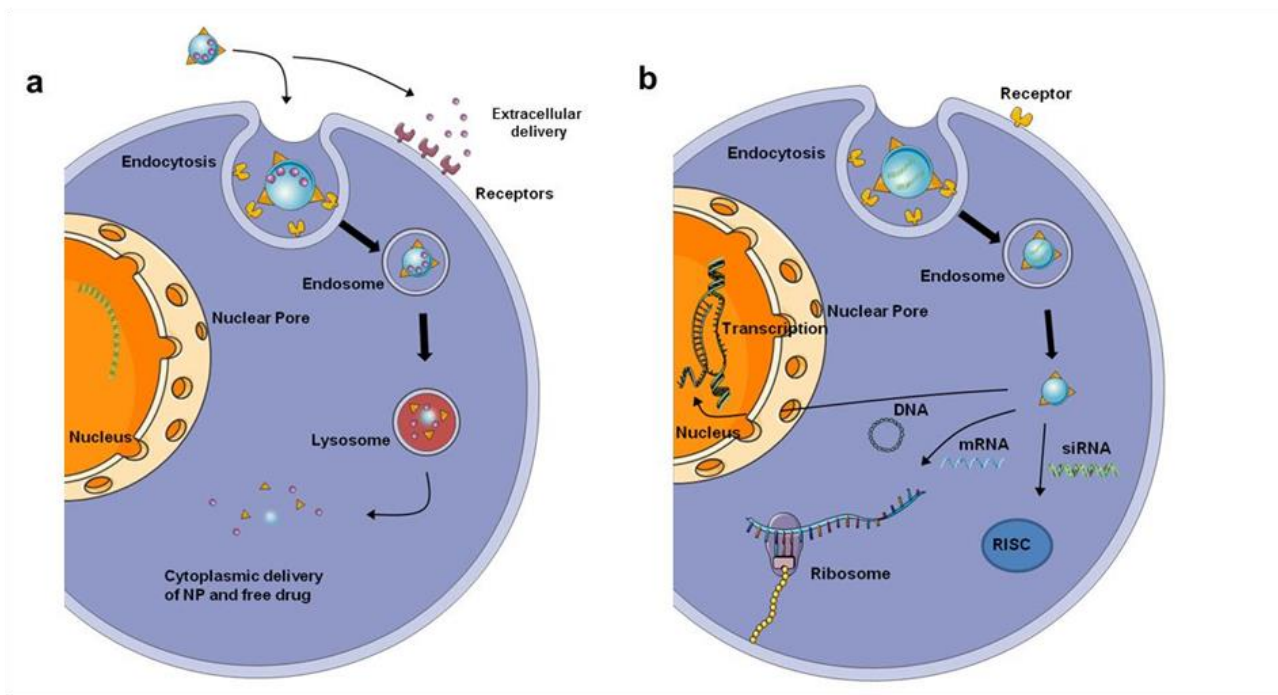 a
Extracellular
delivery
Endocytosis
Receptors
Endosome
Nuclear Pore
Nucleus
Lysosome
Cytoplasmic delivery
of NP and free drug
b
Receptor
Endocytosis
Endosome
Nuclear Pore
Transcription
DNA
Nucleus
mRNA
siRNA
RISC
Ribosome